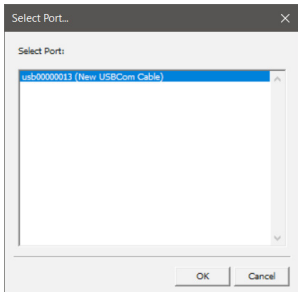 Select Port...
Select Port:
usb00000013 (New USBCom Cable)
OK
Cancel